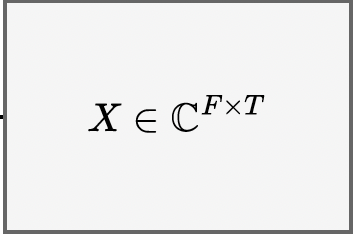 X ∈ ℂ^{F×T}